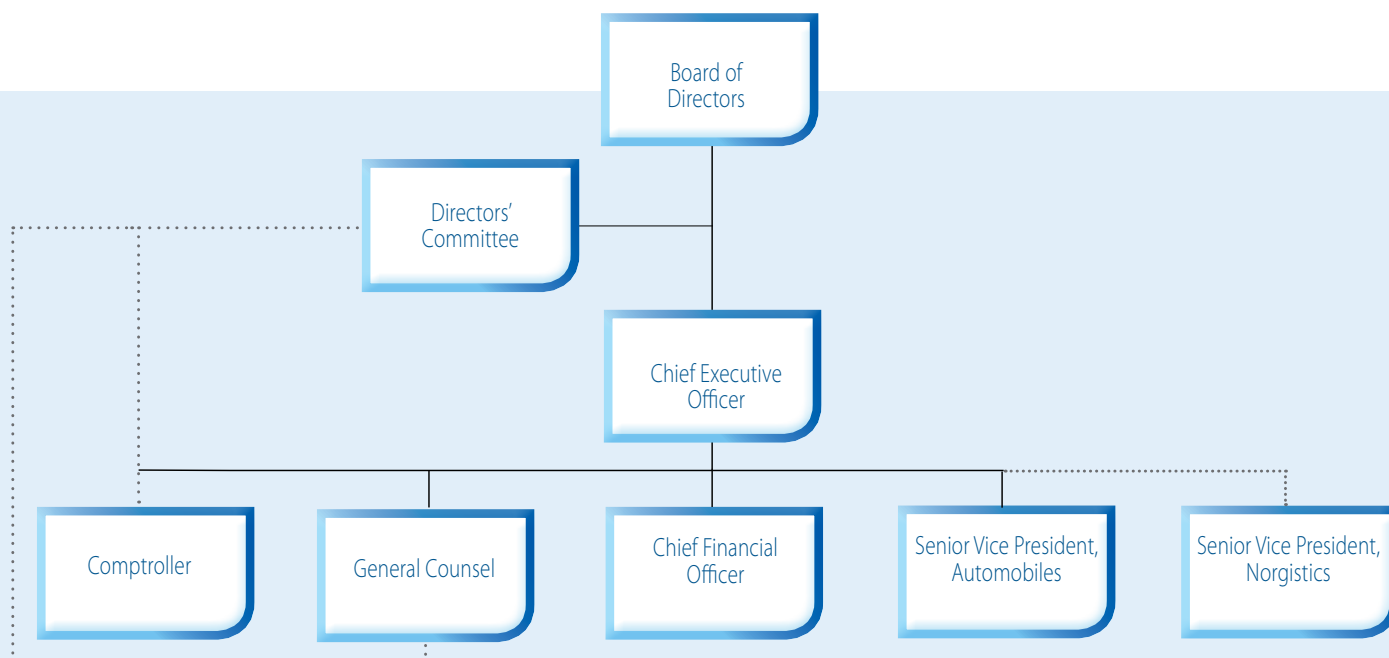 Board of
Directors
Directors’
Committee
Chief Executive
Officer
Comptroller
General Counsel
Chief Financial
Officer
Senior Vice President,
Automobiles
Senior Vice President,
Norgistics